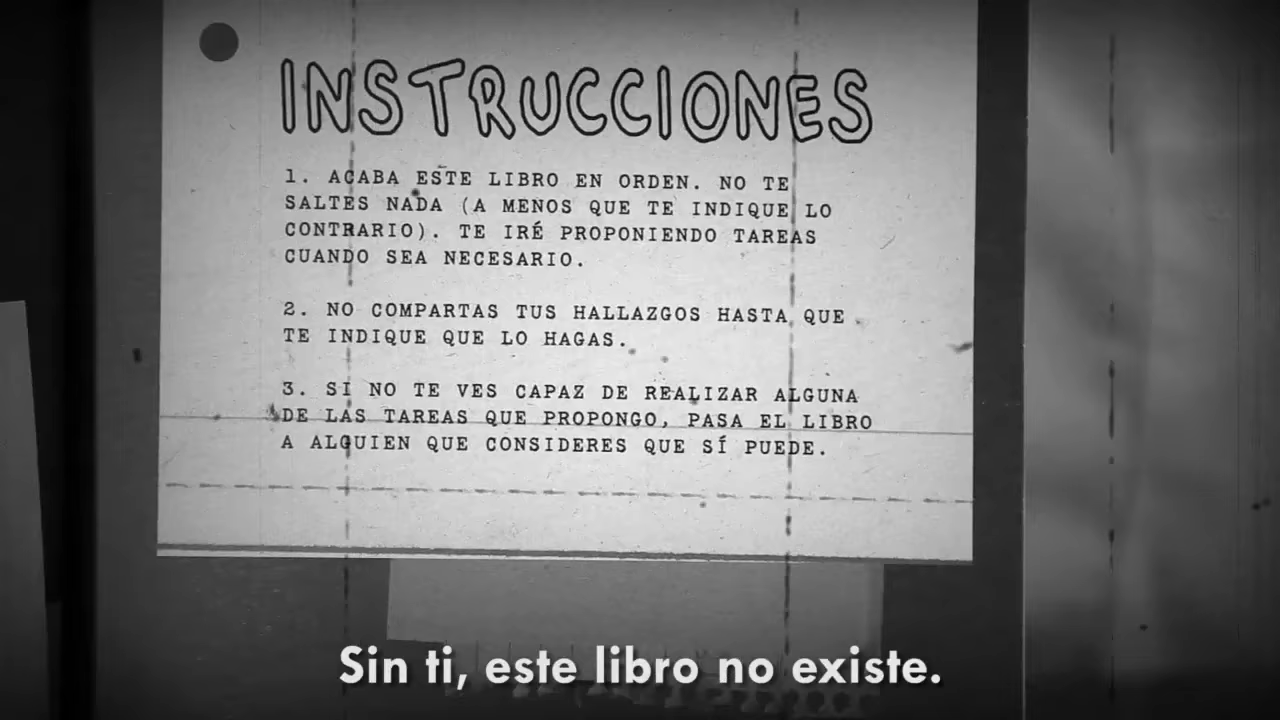 INSTRUCCIONES
1. ACABA ESTE LIBRO EN ORDEN. NO TE
SALTES NADA (A MENOS QUE TE INDIQUE LO
CONTRARIO). TE IRÉ PROPONIENDO TAREAS
CUANDO SEA NECESARIO.
2. NO COMPARTAS TUS HALLAZGOS HASTA QUE
TE INDIQUE QUE LO HAGAS.
3. SI NO TE VES CAPAZ DE REALIZAR ALGUNA
DE LAS TAREAS QUE PROPONGO, PASA EL LIBRO
A ALGUIEN QUE CONSIDERES QUE SÍ PUEDE.
Sin ti, este libro no existe.